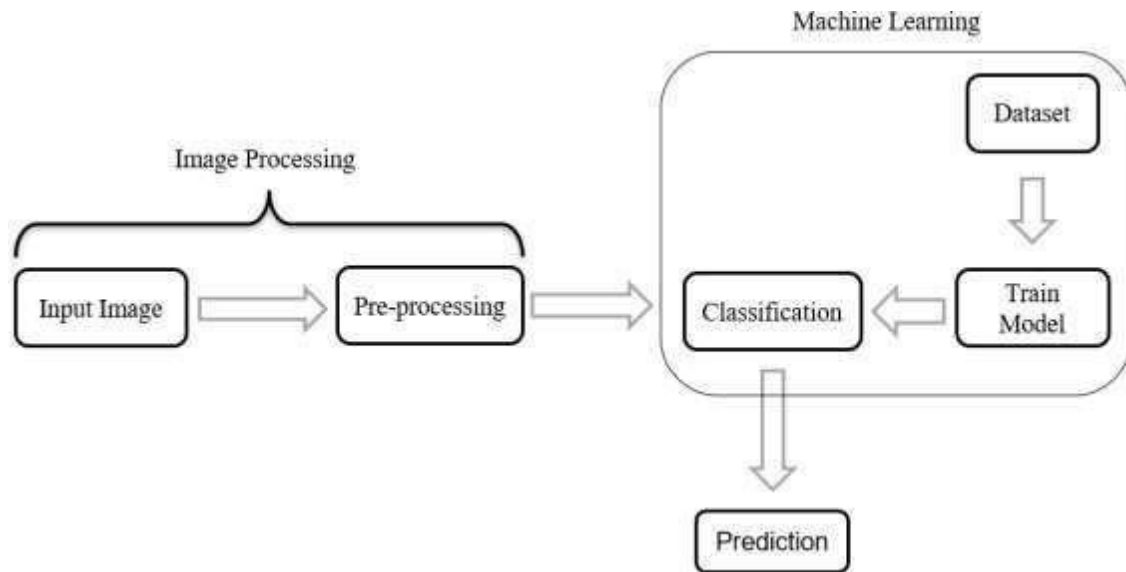 Machine Learning
Dataset
Image Processing
Input Image
Pre-processing
Classification
Train
Model
Prediction